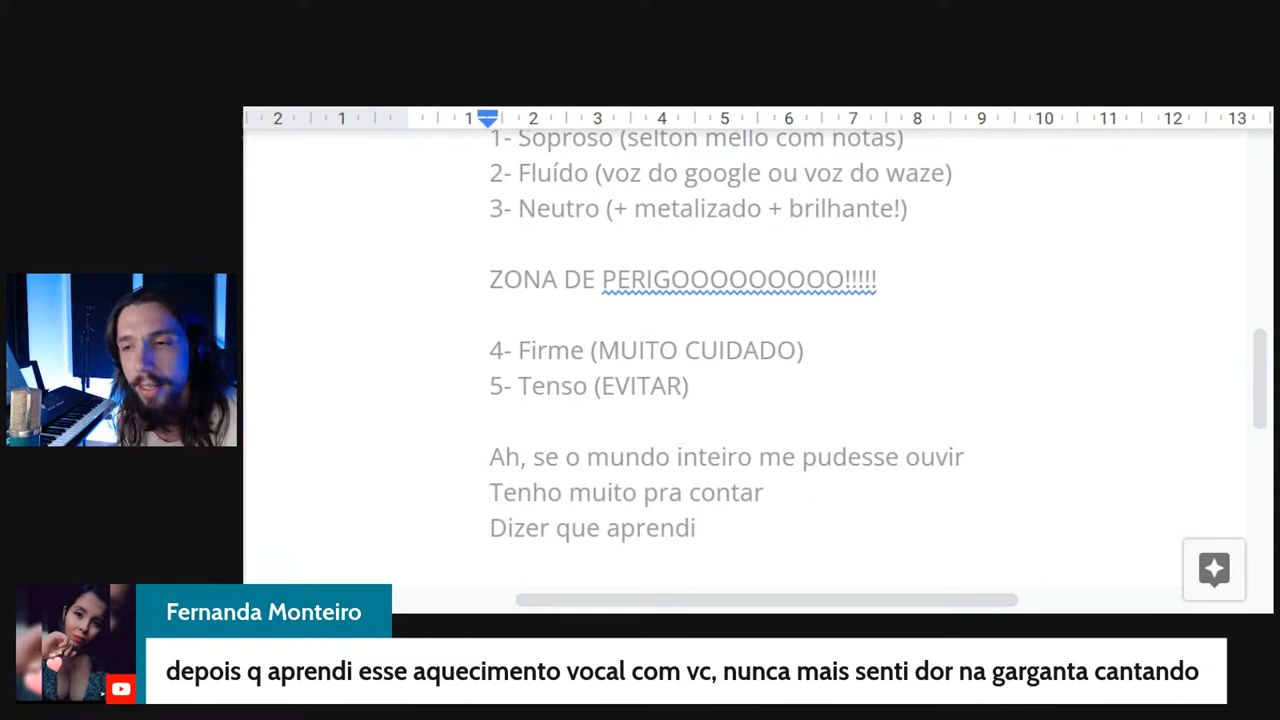 2 1 1 2 3 4 5 6 7 8 9 10 11 12 13
1- Soproso (selton mello com notas)
2- Fluído (voz do google ou voz do waze)
3- Neutro (+ metalizado + brilhante!)
ZONA DE PERIGOOOOOOOOO!!!!!
4- Firme (MUITO CUIDADO)
5- Tenso (EVITAR)
Ah, se o mundo inteiro me pudesse ouvir
Tenho muito pra contar
Dizer que aprendi
Fernanda Monteiro
depois q aprendi esse aquecimento vocal com vc, nunca mais senti dor na garganta cantando